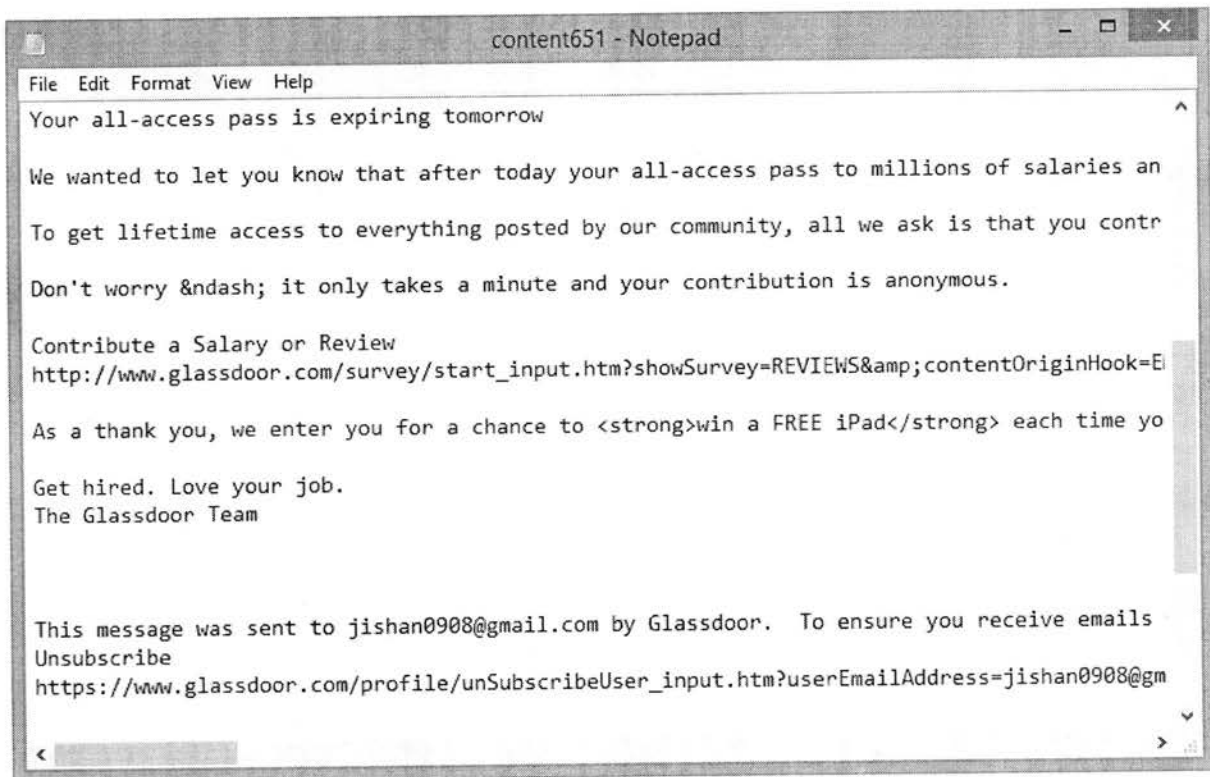 content651 - Notepad
File Edit Format View Help
Your all-access pass is expiring tomorrow
We wanted to let you know that after today your all-access pass to millions of salaries an
To get lifetime access to everything posted by our community, all we ask is that you contr
Don't worry &ndash; it only takes a minute and your contribution is anonymous.
Contribute a Salary or Review
http://www.glassdoor.com/survey/start_input.htm?showSurvey=REVIEWS&amp;contentOriginHook=E
As a thank you, we enter you for a chance to <strong>win a FREE iPad</strong> each time yo
Get hired. Love your job.
The Glassdoor Team
This message was sent to jishan0908@gmail.com by Glassdoor.  To ensure you receive emails
Unsubscribe
https://www.glassdoor.com/profile/unSubscribeUser_input.htm?userEmailAddress=jishan0908@gm